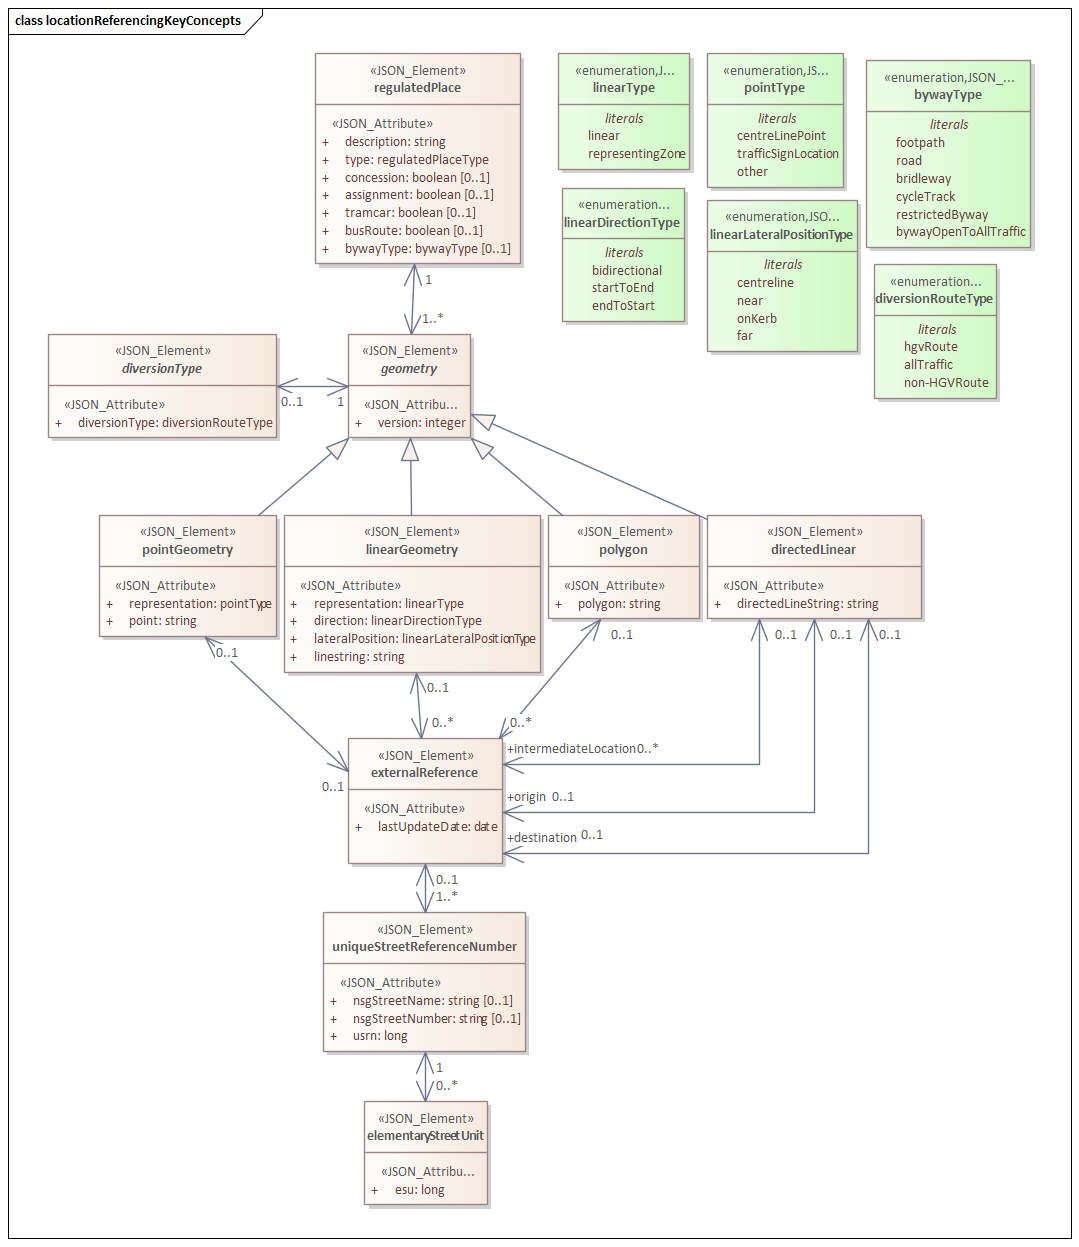 class locationReferencingKeyConcepts
«JSON_Element»
regulatedPlace
«JSON_Attribute»
+ description: string
+ type: regulatedPlaceType
+ concession: boolean [0..1]
+ assignment: boolean [0..1]
+ tramcar: boolean [0..1]
+ busRoute: boolean [0..1]
+ bywayType: bywayType [0..1]
«enumeration,J...
linearType
literals
linear
representingZone
«enumeration,JS...
pointType
literals
centreLinePoint
trafficSignLocation
other
«enumeration,JSON_...
bywayType
literals
footpath
road
bridleway
cycleTrack
restrictedByway
bywayOpenToAllTraffic
«enumeration...
linearDirectionType
literals
bidirectional
startToEnd
endToStart
«enumeration,JSO...
linearLateralPositionType
literals
centreline
near
onKerb
far
«enumeration...
diversionRouteType
literals
hgvRoute
allTraffic
non-HGVRoute
1
1..*
«JSON_Element»
diversionType
«JSON_Attribute»
+ diversionType: diversionRouteType
0..1
1
«JSON_Element»
geometry
«JSON_Attribu...
+ version: integer
«JSON_Element»
pointGeometry
«JSON_Attribute»
+ representation: pointType
+ point: string
«JSON_Element»
linearGeometry
«JSON_Attribute»
+ representation: linearType
+ direction: linearDirectionType
+ lateralPosition: linearLateralPositionType
+ linestring: string
«JSON_Element»
polygon
«JSON_Attribute»
+ polygon: string
«JSON_Element»
directedLinear
«JSON_Attribute»
+ directedLineString: string
0..1
0..1
0..1
0..1
0..1
0..1
0..1
0..*
0..*
+intermediateLocation 0..*
+origin 0..1
+destination 0..1
«JSON_Element»
externalReference
«JSON_Attribute»
+ lastUpdateDate: date
0..1
1..*
«JSON_Element»
uniqueStreetReferenceNumber
«JSON_Attribute»
+ nsgStreetName: string [0..1]
+ nsgStreetNumber: string [0..1]
+ usrn: long
1
0..*
«JSON_Element»
elementaryStreetUnit
«JSON_Attribu...
+ esu: long